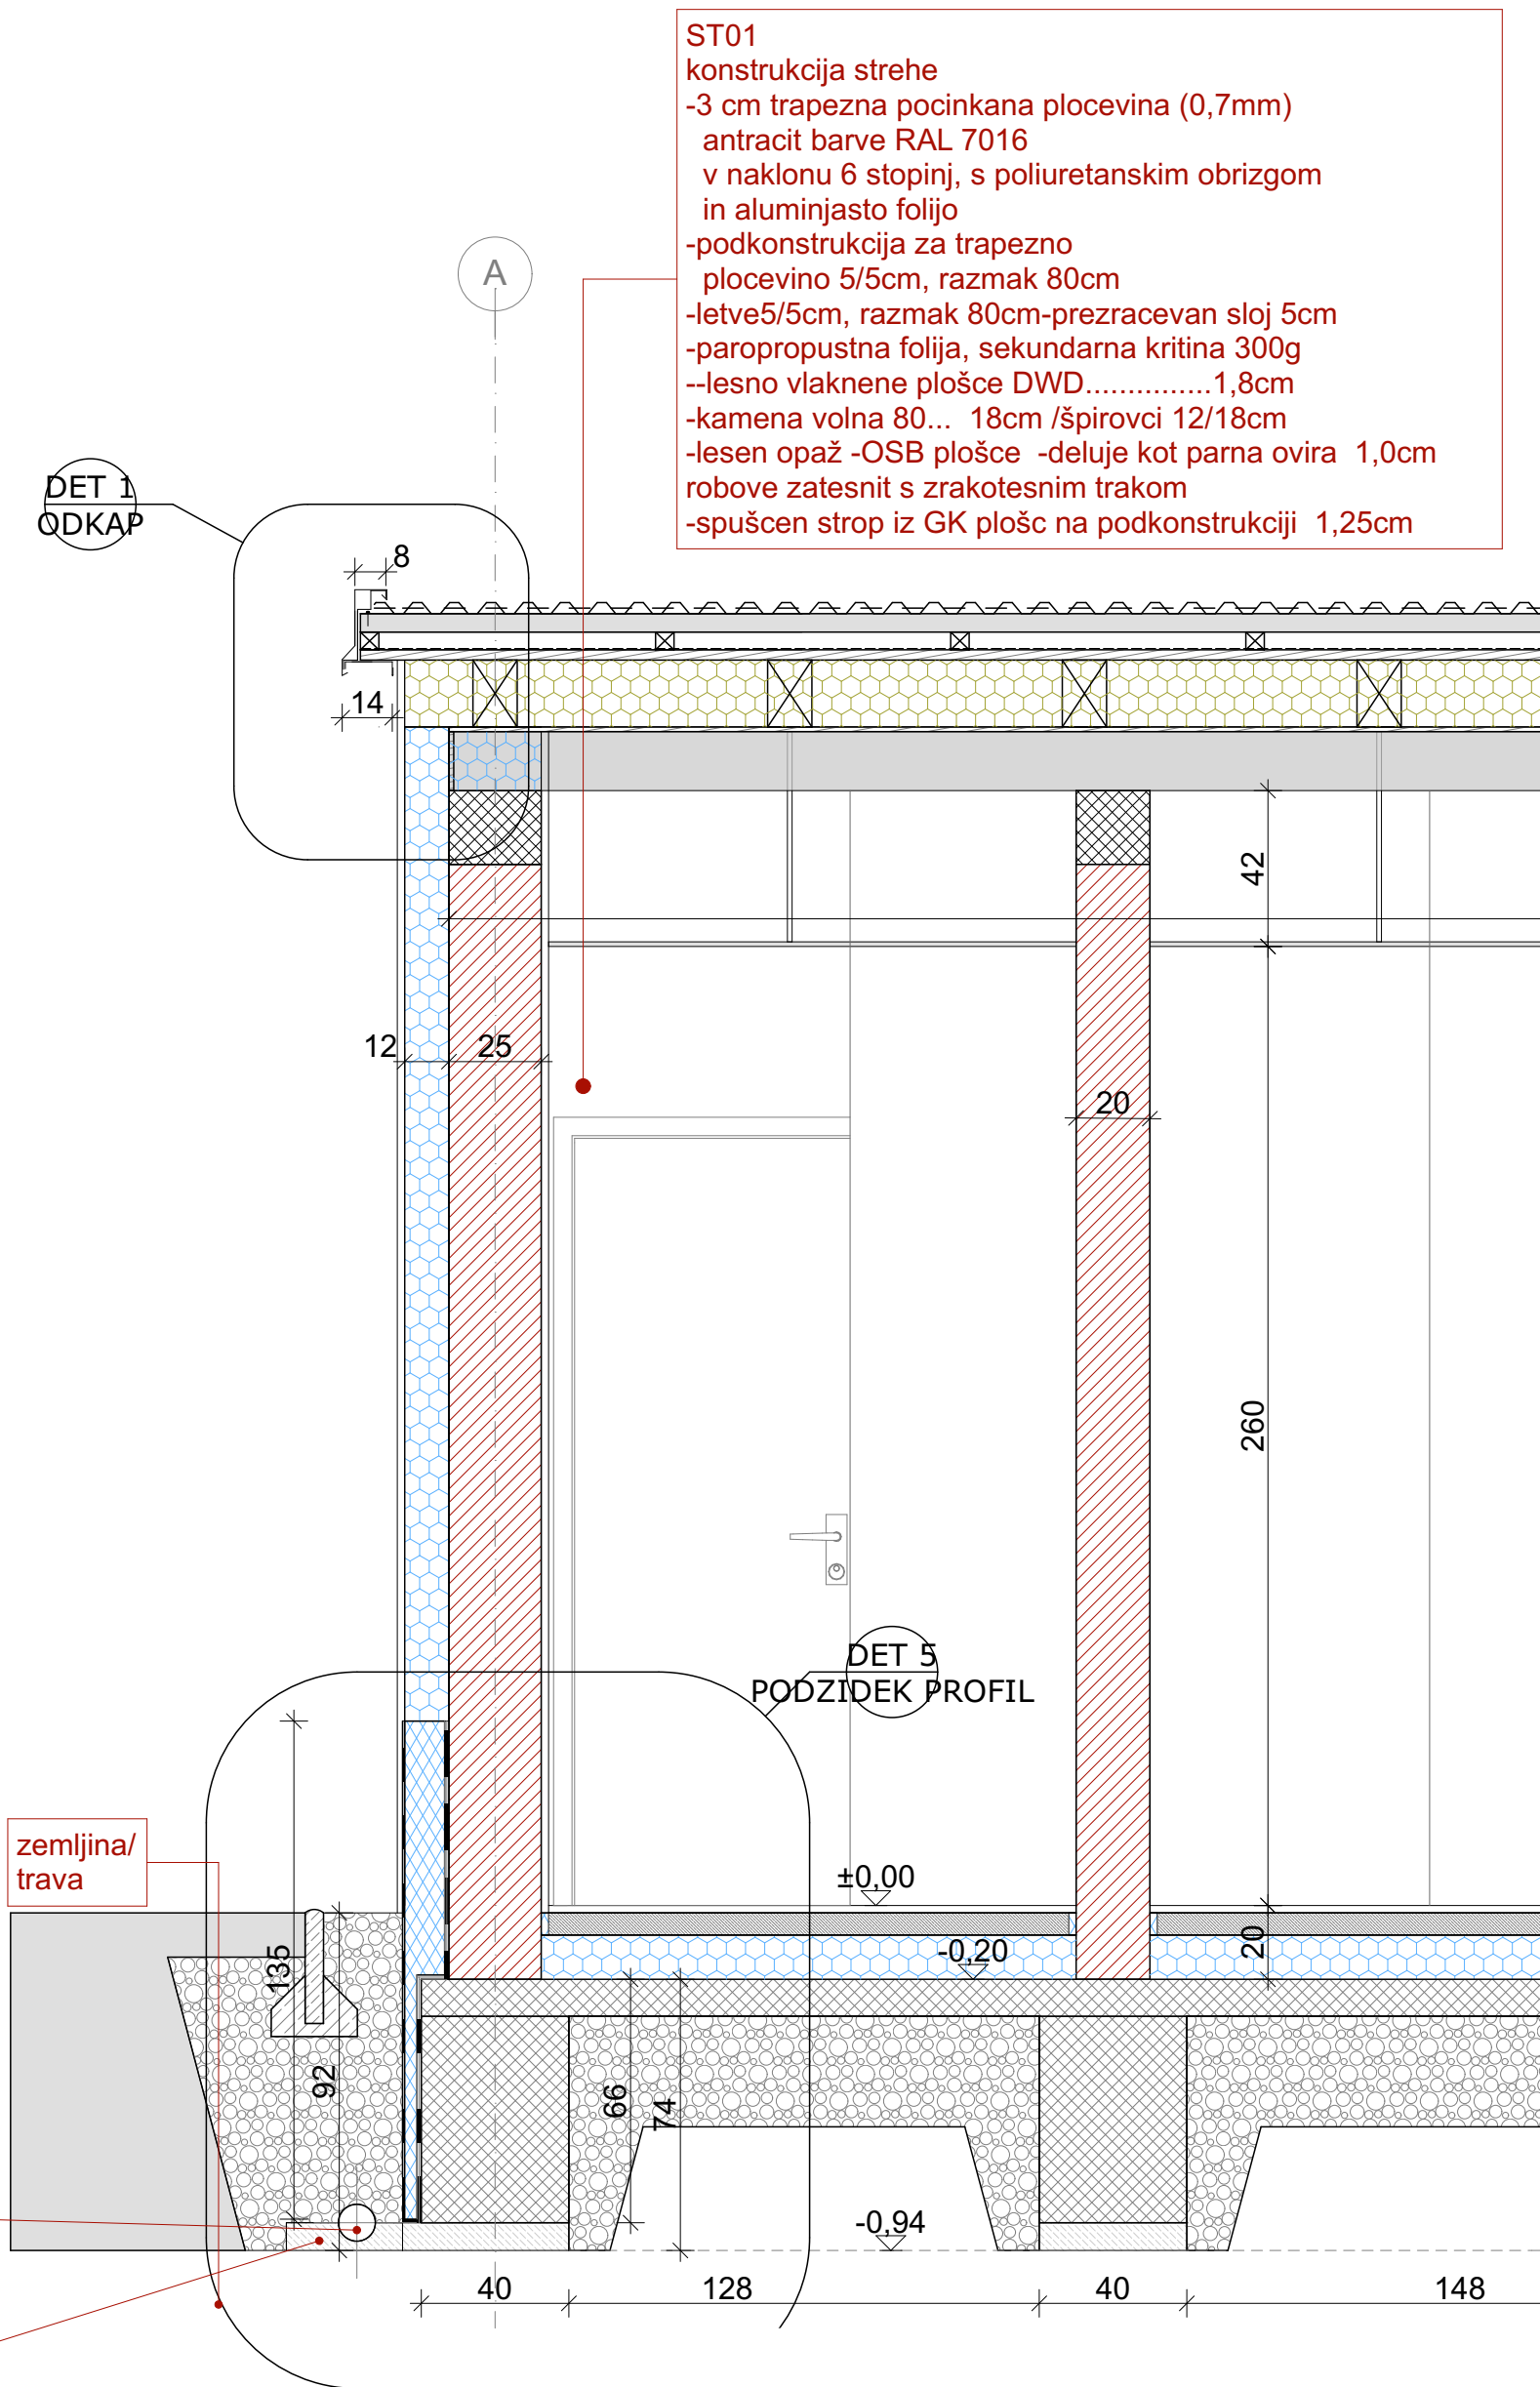 ST01
konstrukcija strehe
-3 cm trapezna pocinkana plocevina (0,7mm)
antracit barve RAL 7016
v naklonu 6 stopinj, s poliuretanskim obrizgom
in aluminjasto folijo
-podkonstrukcija za trapezno
plocevino 5/5cm, razmak 80cm
-letve5/5cm, razmak 80cm-prezracevan sloj 5cm
-paropropustna folija, sekundarna kritina 300g
--lesno vlaknene plošce DWD...............1,8cm
-kamena volna 80... 18cm /špirovci 12/18cm
-lesen opaž -OSB plošce -deluje kot parna ovira 1,0cm
robove zatesnit s zrakotesnim trakom
-spušcen strop iz GK plošc na podkonstrukciji 1,25cm
A
DET 1
ODKAP
8
14
42
12
25
20
260
DET 5
PODZIDEK PROFIL
zemljina/
trava
±0,00
-0,20
20
135
92
66
74
-0,94
40
128
40
148